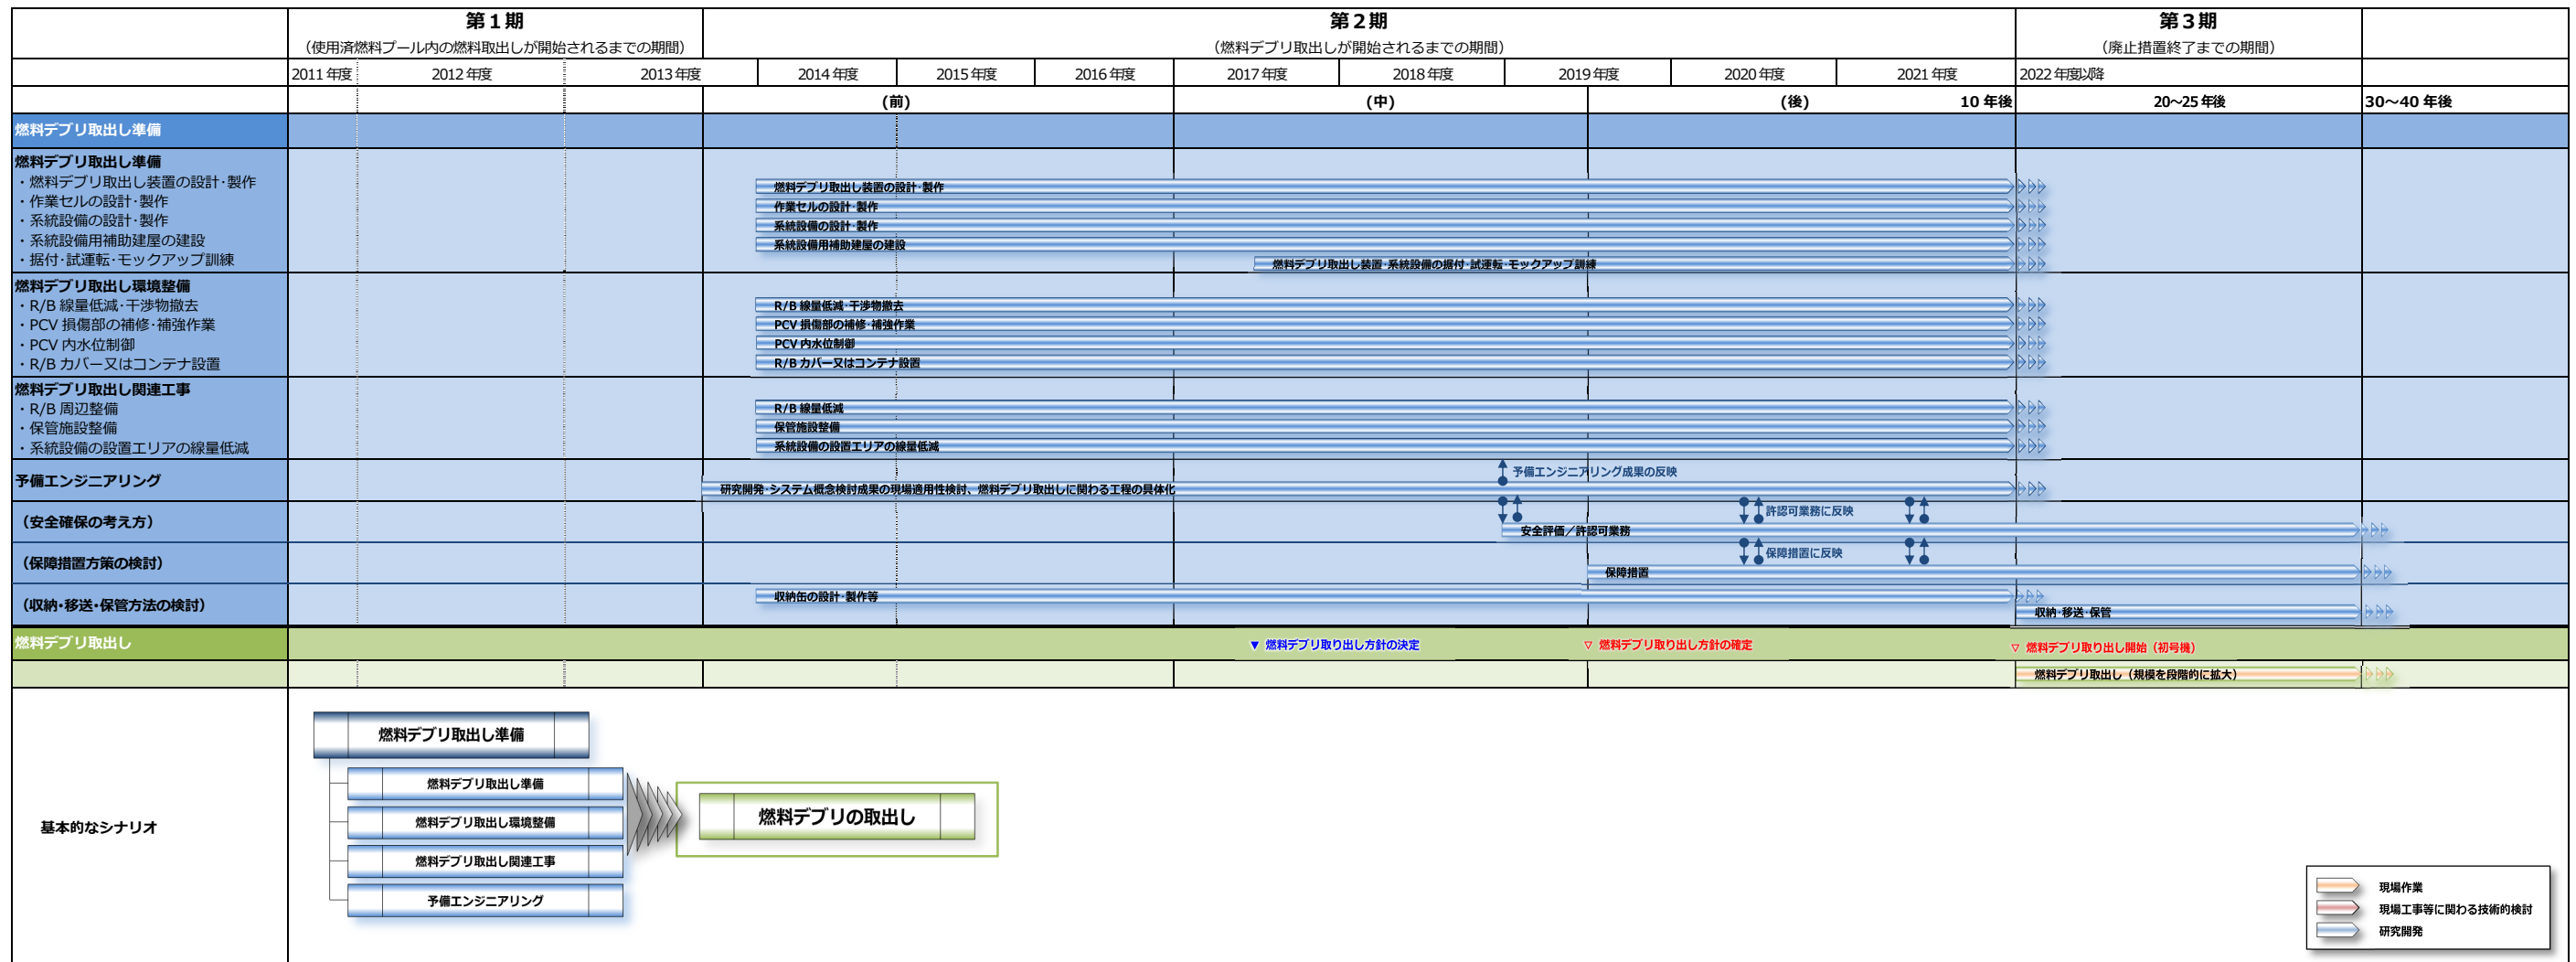 第１期
（使用済燃料プール内の燃料取出しが開始されるまでの期間）
第２期
（燃料デブリ取出しが開始されるまでの期間）
第３期
（廃止措置終了までの期間）
2011 年度
2012 年度
2013 年度
2014 年度
2015 年度
2016 年度
2017 年度
2018 年度
2019 年度
2020 年度
2021 年度
2022 年度以降
(前)
(中)
(後)
10 年後
20～25 年後
30～40 年後
燃料デブリ取出し準備
燃料デブリ取出し準備
・燃料デブリ取出し装置の設計･製作
・作業セルの設計･製作
・系統設備の設計･製作
・系統設備用補助建屋の建設
・据付･試運転･モックアップ訓練
燃料デブリ取出し装置の設計･製作
作業セルの設計･製作
系統設備の設計･製作
系統設備用補助建屋の建設
燃料デブリ取出し装置･系統設備の据付･試運転･モックアップ訓練
燃料デブリ取出し環境整備
・R/B 線量低減･干渉物撤去
・PCV 損傷部の補修･補強作業
・PCV 内水位制御
・R/B カバー又はコンテナ設置
R/B 線量低減･干渉物撤去
PCV 損傷部の補修･補強作業
PCV 内水位制御
R/B カバー又はコンテナ設置
燃料デブリ取出し関連工事
・R/B 周辺整備
・保管施設整備
・系統設備の設置エリアの線量低減
R/B 線量低減
保管施設整備
系統設備の設置エリアの線量低減
予備エンジニアリング
予備エンジニアリング成果の反映
研究開発･システム概念検討成果の現場適用性検討、燃料デブリ取出しに関わる工程の具体化
（安全確保の考え方）
許認可業務に反映
安全評価／許認可業務
（保障措置方策の検討）
保障措置に反映
保障措置
（収納･移送･保管方法の検討）
収納缶の設計･製作等
収納･移送･保管
燃料デブリ取出し
▼ 燃料デブリ取り出し方針の決定
▽ 燃料デブリ取り出し方針の確定
▽ 燃料デブリ取り出し開始（初号機）
燃料デブリ取出し（規模を段階的に拡大）
基本的なシナリオ
燃料デブリ取出し準備
燃料デブリ取出し準備
燃料デブリ取出し環境整備
燃料デブリ取出し関連工事
予備エンジニアリング
燃料デブリの取出し
現場作業
現場工事等に関わる技術的検討
研究開発